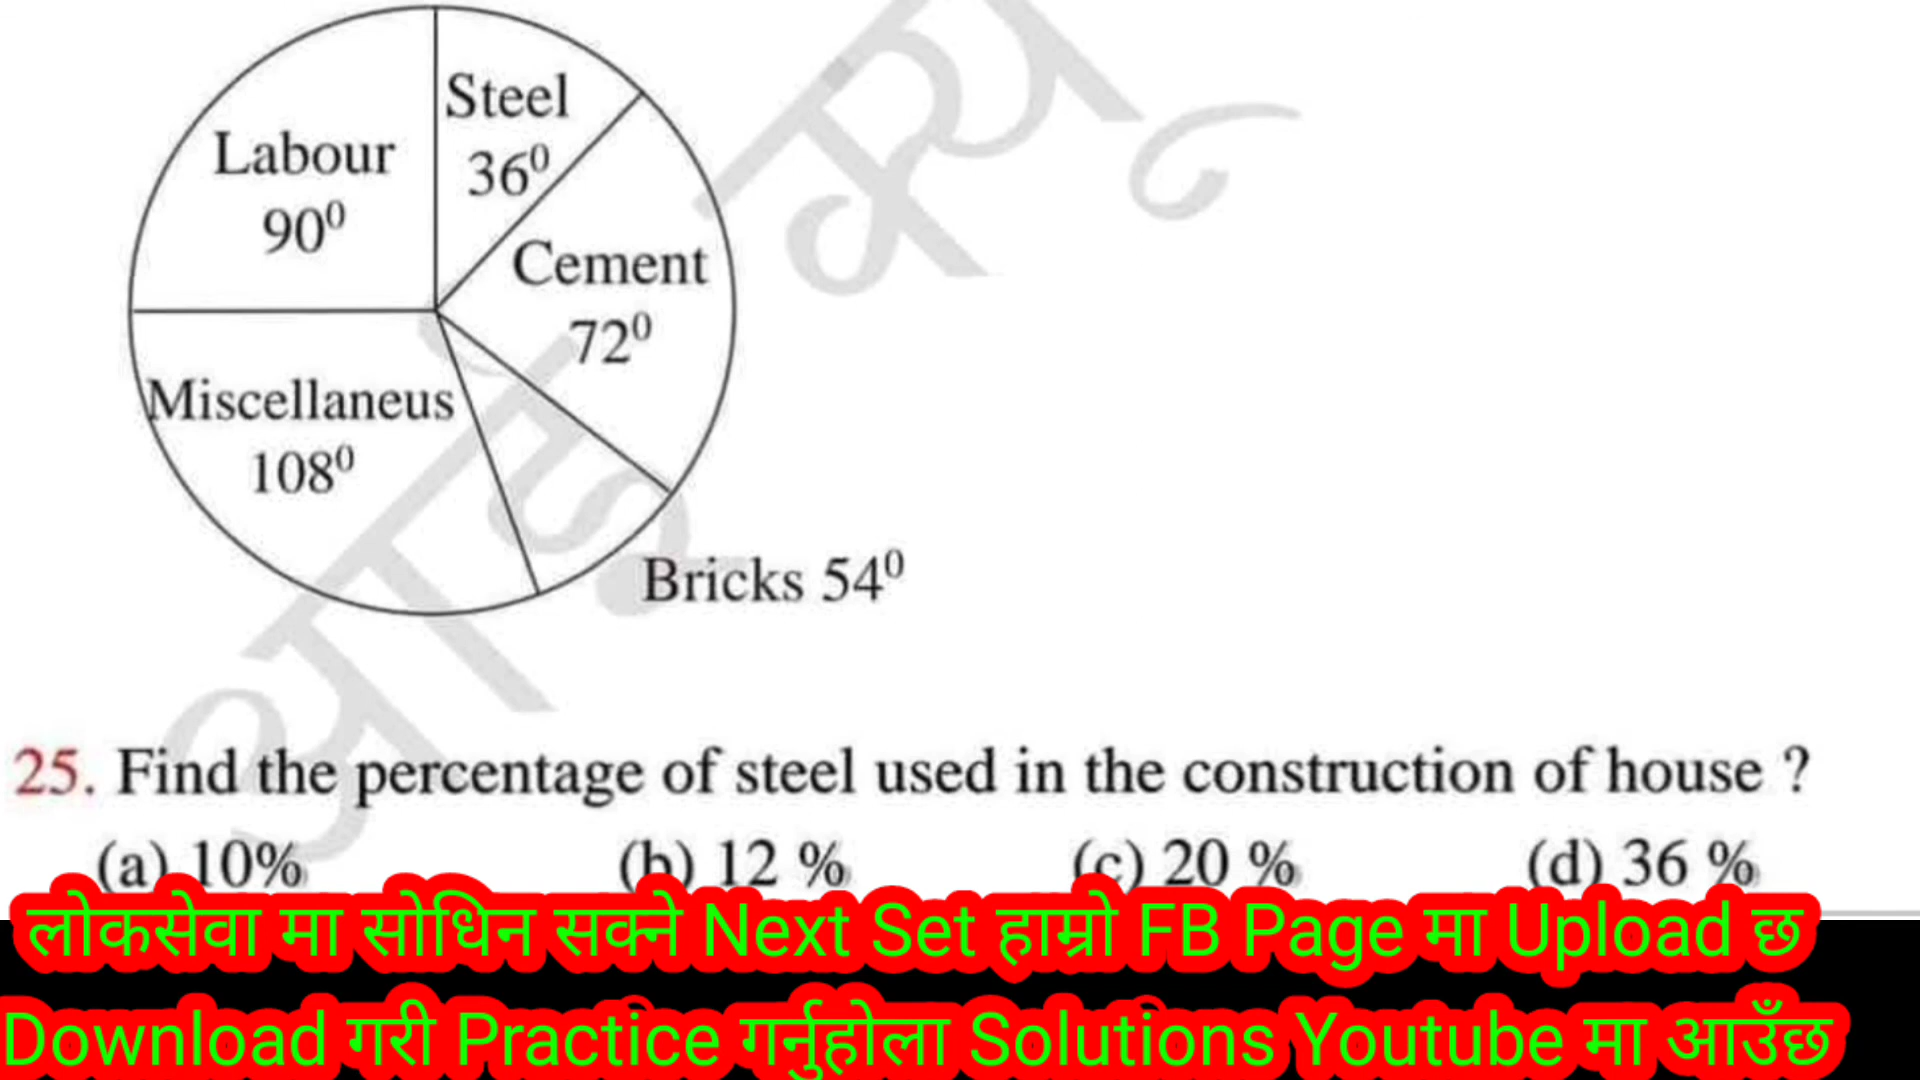 Steel
36⁰
Labour
90⁰
Cement
72⁰
Miscellaneus
108⁰
Bricks 54⁰
25. Find the percentage of steel used in the construction of house ?
(a) 10% (b) 12 % (c) 20 % (d) 36 %
लोकसेवा मा सोधिन सक्ने Next Set हाम्रो FB Page मा Upload छ
Download गरी Practice गर्नुहोला Solutions Youtube मा आउँछ